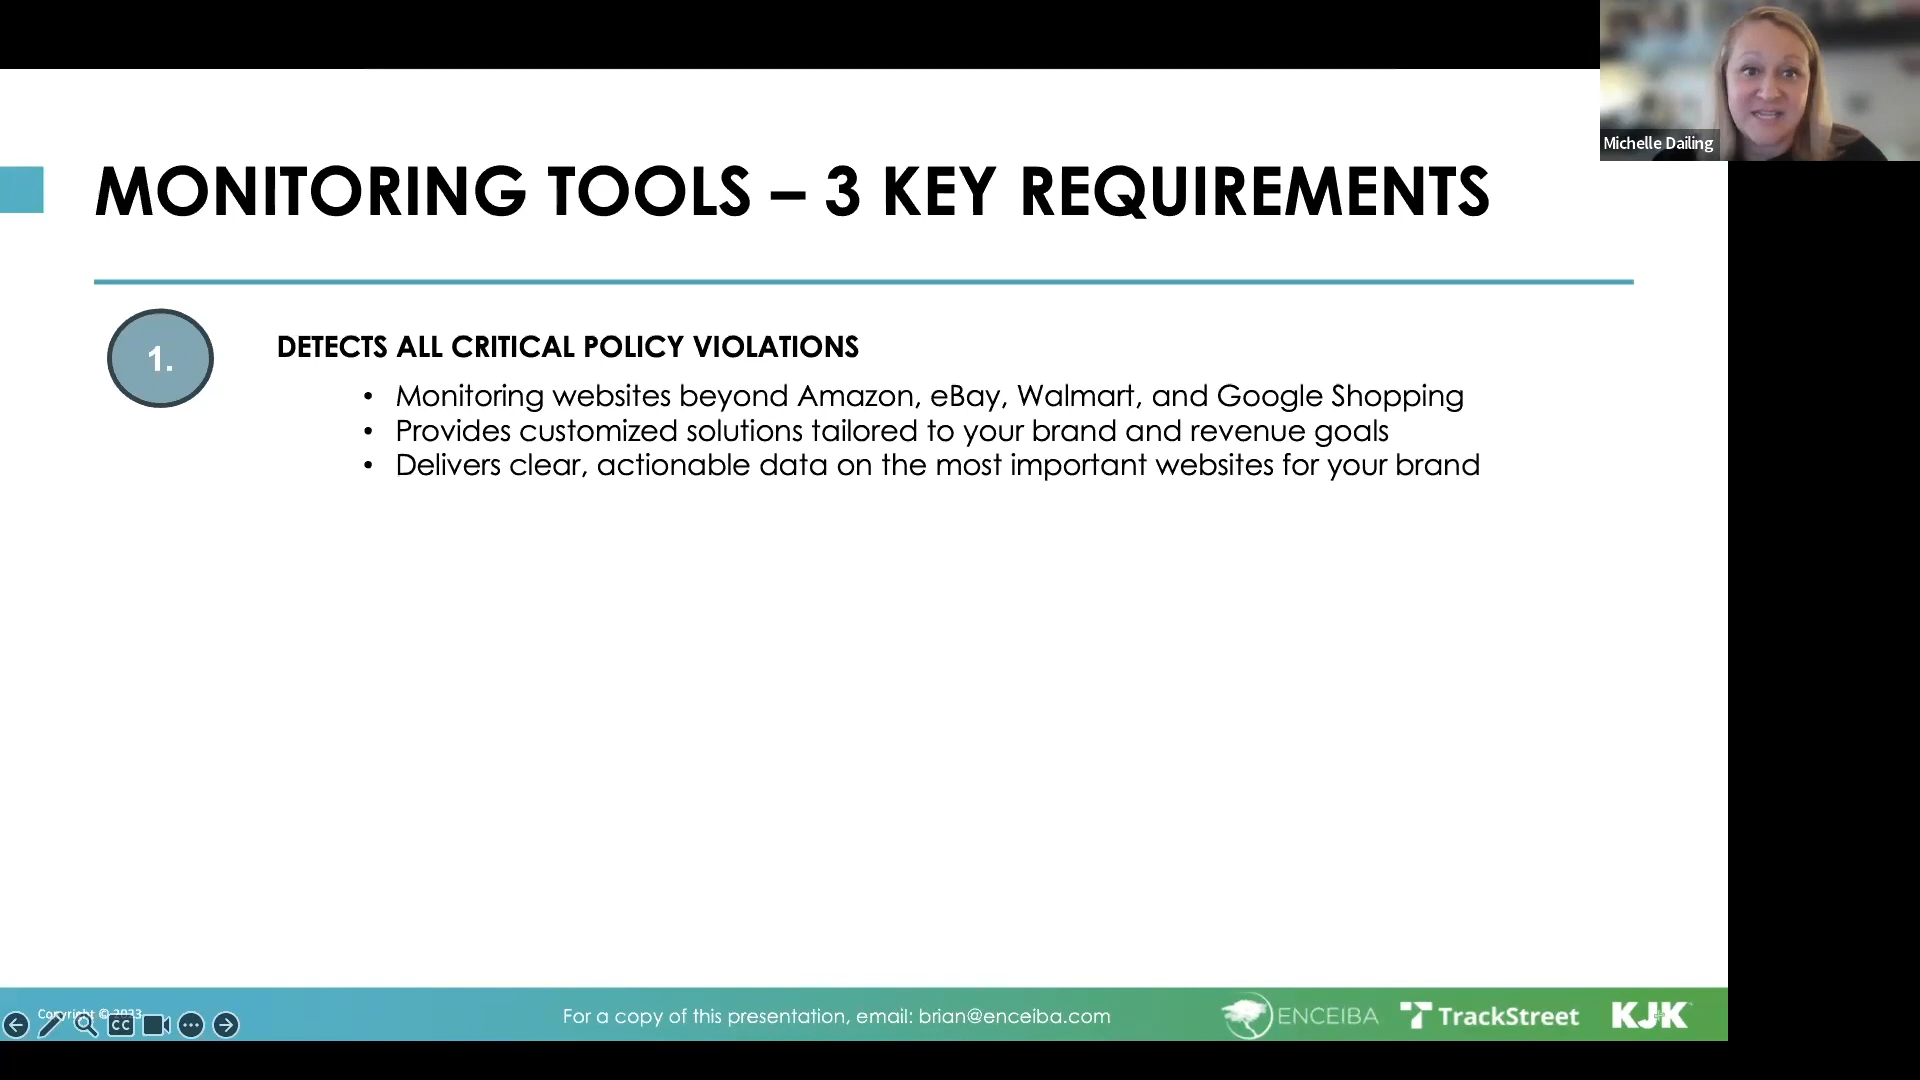 Michelle Dailing
MONITORING TOOLS – 3 KEY REQUIREMENTS
1.
DETECTS ALL CRITICAL POLICY VIOLATIONS
• Monitoring websites beyond Amazon, eBay, Walmart, and Google Shopping
• Provides customized solutions tailored to your brand and revenue goals
• Delivers clear, actionable data on the most important websites for your brand
Copyright © 2023
CC
For a copy of this presentation, email: brian@enceiba.com
ENCEIBA
TrackStreet
KJK